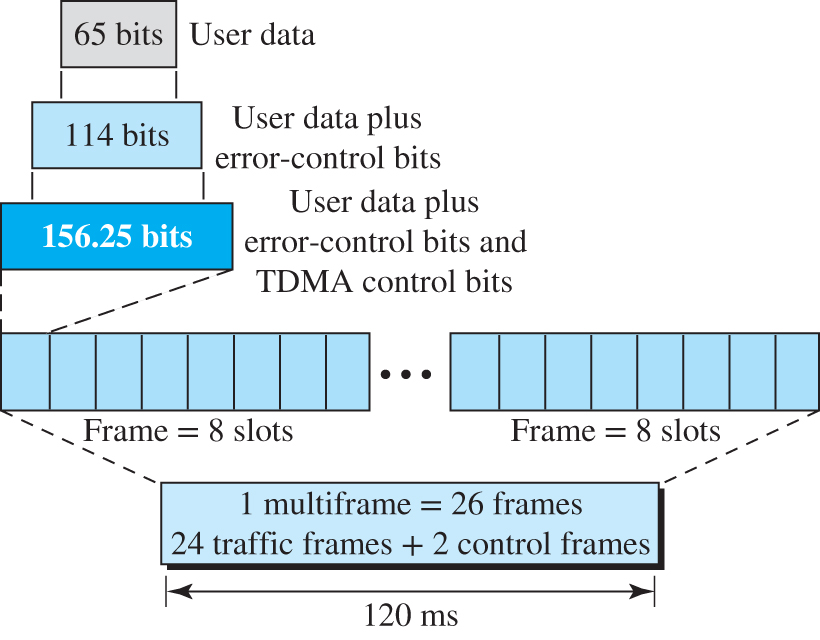 65 bits User data
114 bits
User data plus
error-control bits
156.25 bits
User data plus
error-control bits and
TDMA control bits
Frame = 8 slots
Frame = 8 slots
1 multiframe = 26 frames
24 traffic frames + 2 control frames
120 ms